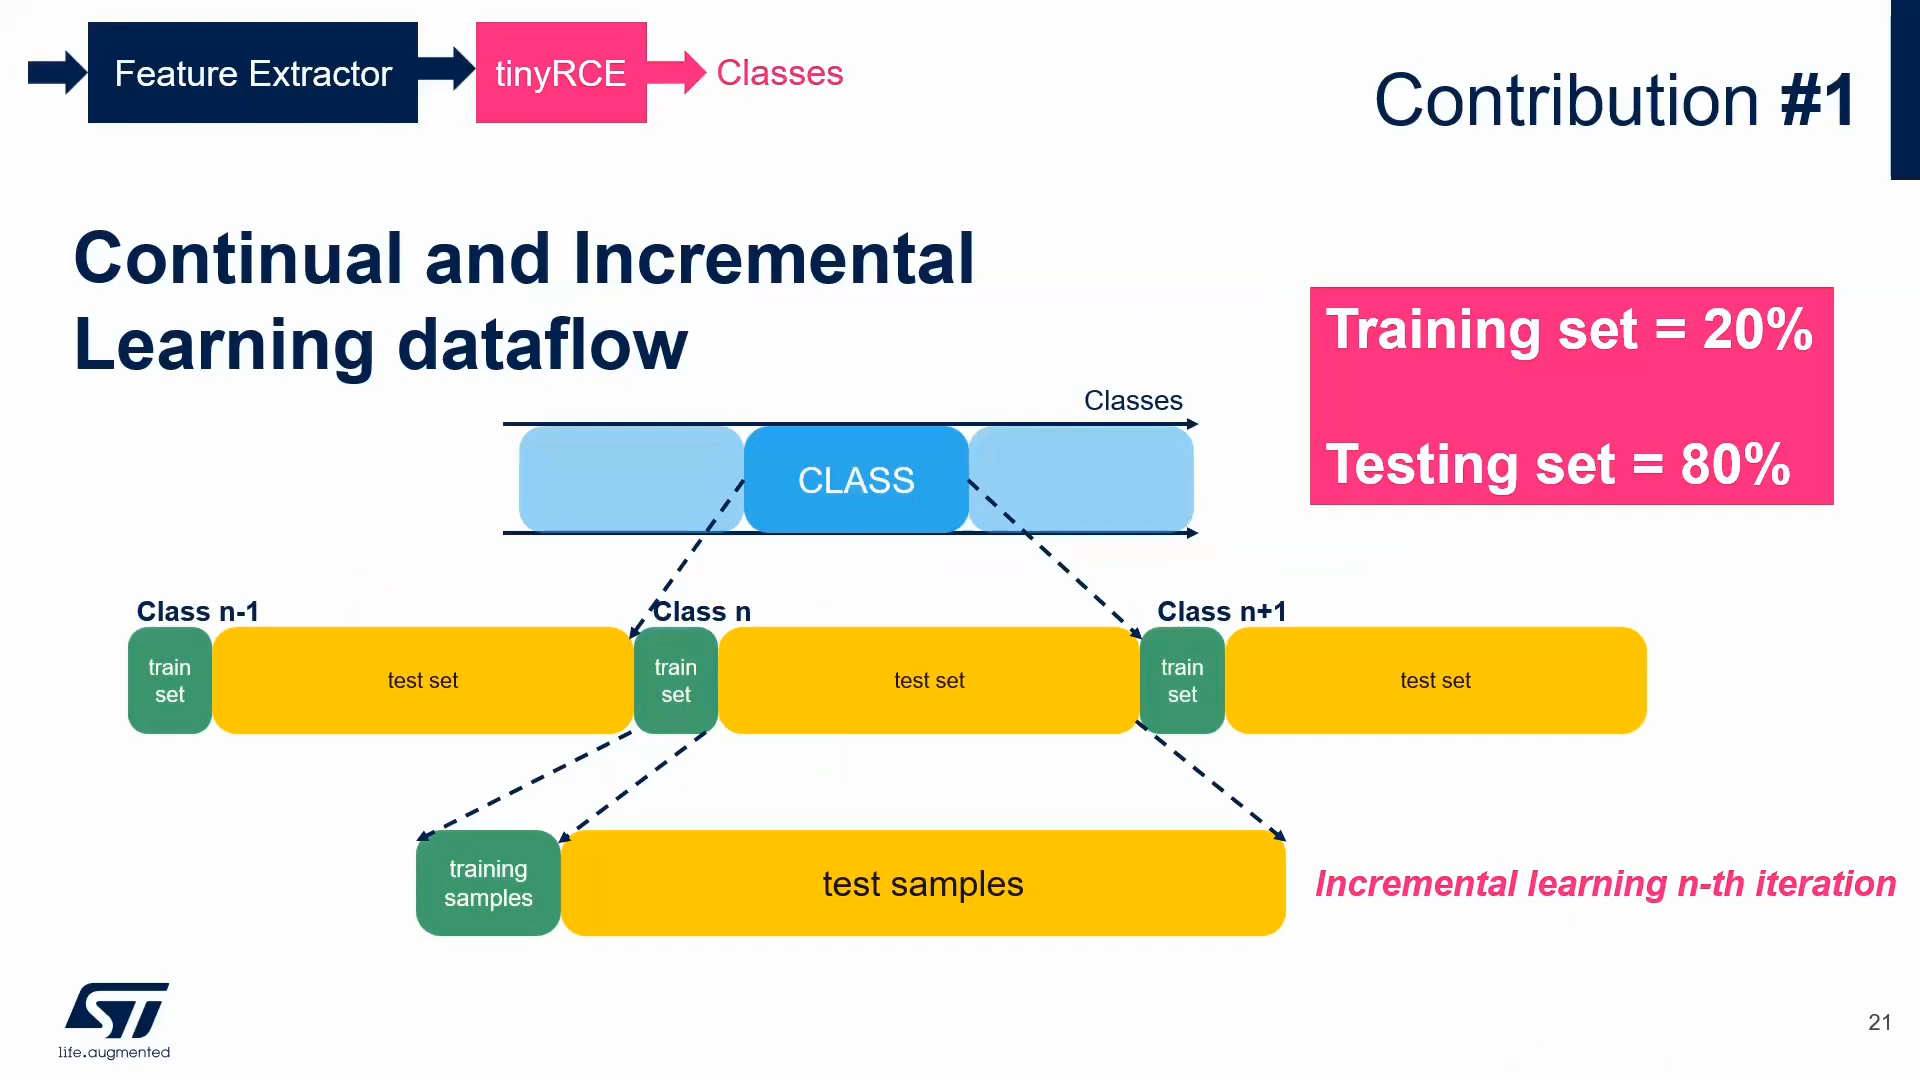 Feature Extractor
tinyRCE
Classes
Contribution #1
Continual and Incremental
Learning dataflow
Training set = 20%
Testing set = 80%
Classes
CLASS
Class n-1
Class n
Class n+1
train
set
test set
train
set
test set
train
set
test set
training
samples
test samples
Incremental learning n-th iteration
ST
life.augmented
21